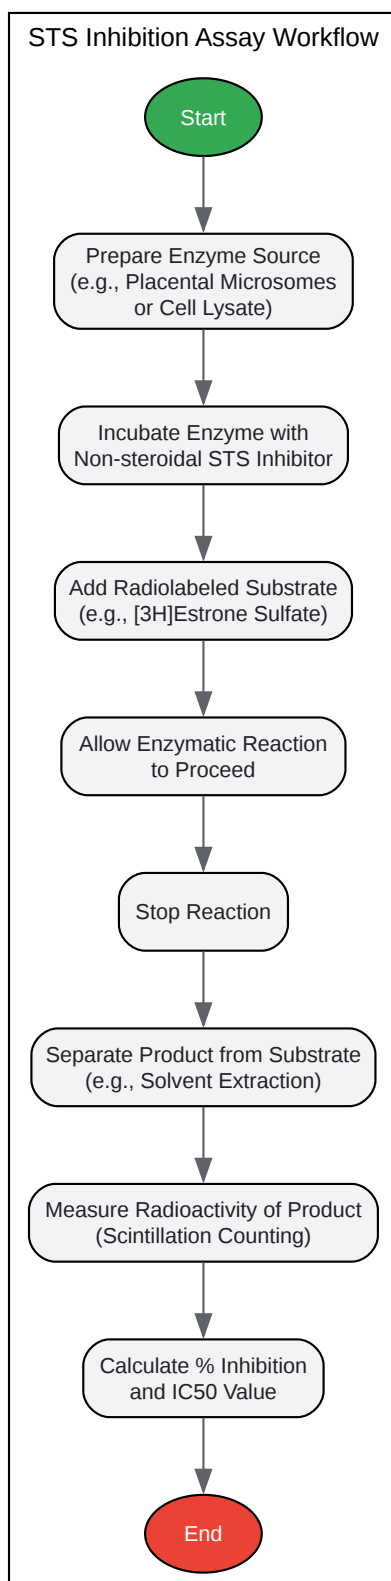 STS Inhibition Assay Workflow
Start
Prepare Enzyme Source
(e.g., Placental Microsomes
or Cell Lysate)
Incubate Enzyme with
Non-steroidal STS Inhibitor
Add Radiolabeled Substrate
(e.g., [3H]Estrone Sulfate)
Allow Enzymatic Reaction
to Proceed
Stop Reaction
Separate Product from Substrate
(e.g., Solvent Extraction)
Measure Radioactivity of Product
(Scintillation Counting)
Calculate % Inhibition
and IC50 Value
End